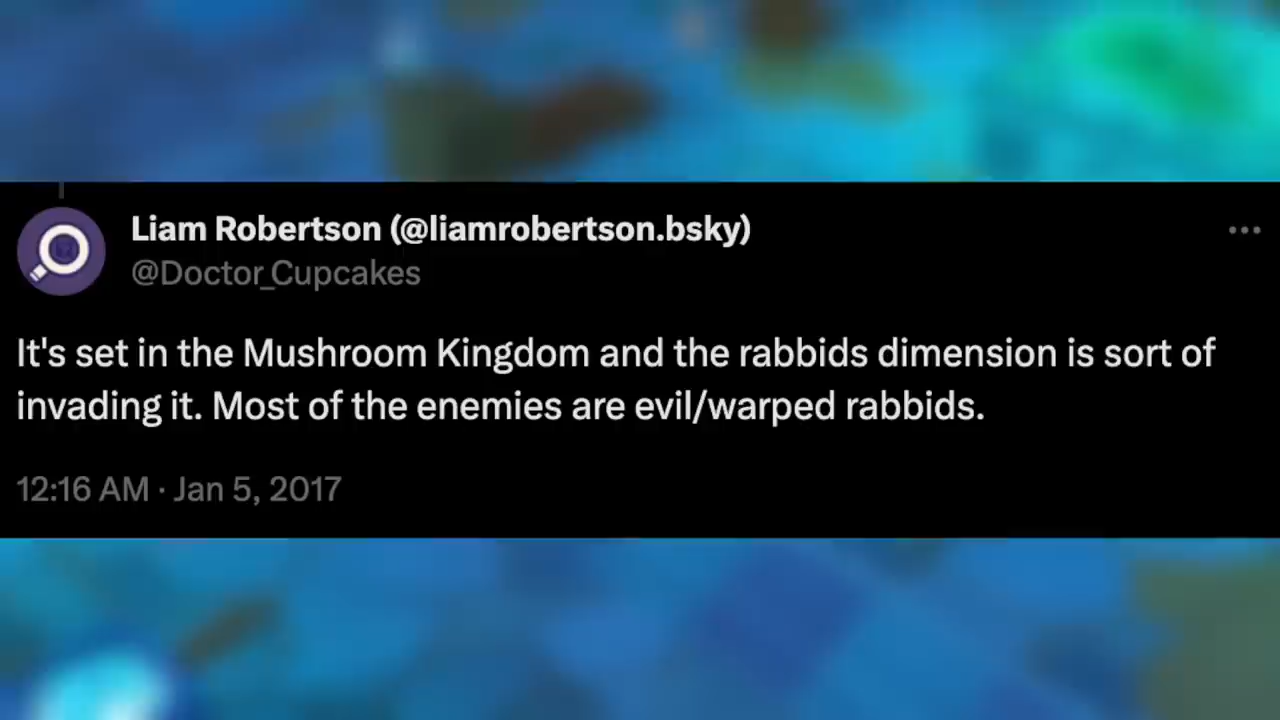 Liam Robertson (@liamrobertson.bsky)
@Doctor_Cupcakes
It's set in the Mushroom Kingdom and the rabbids dimension is sort of
invading it. Most of the enemies are evil/warped rabbids.
12:16 AM · Jan 5, 2017